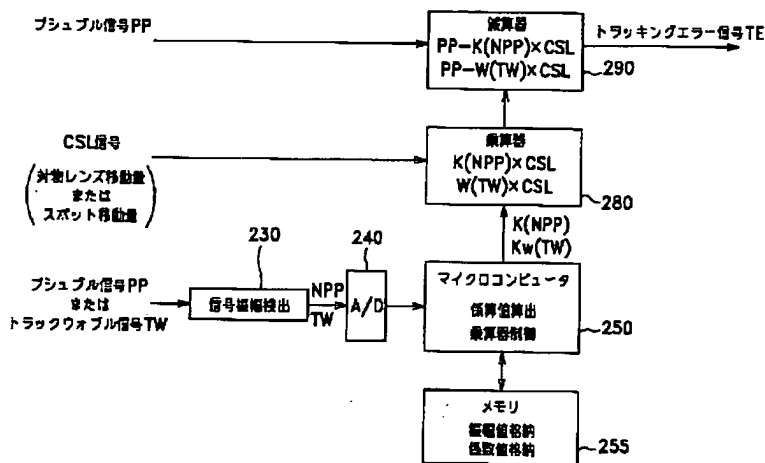 プシュプル信号PP
減算器
PP−K(NPP)×CSL
PP−W(TW)×CSL
トラッキングエラー信号TE
290
CSL信号
対物レンズ移動量
または
スポット移動量
乗算器
K(NPP)×CSL
W(TW)×CSL
280
K(NPP)
Kw(TW)
プシュプル信号PP
または
トラックウォブル信号TW
230
信号振幅検出
NPP
TW
240
A/D
マイクロコンピュータ
係算値算出
乗算器制御
250
メモリ
振幅値格納
係数値格納
255